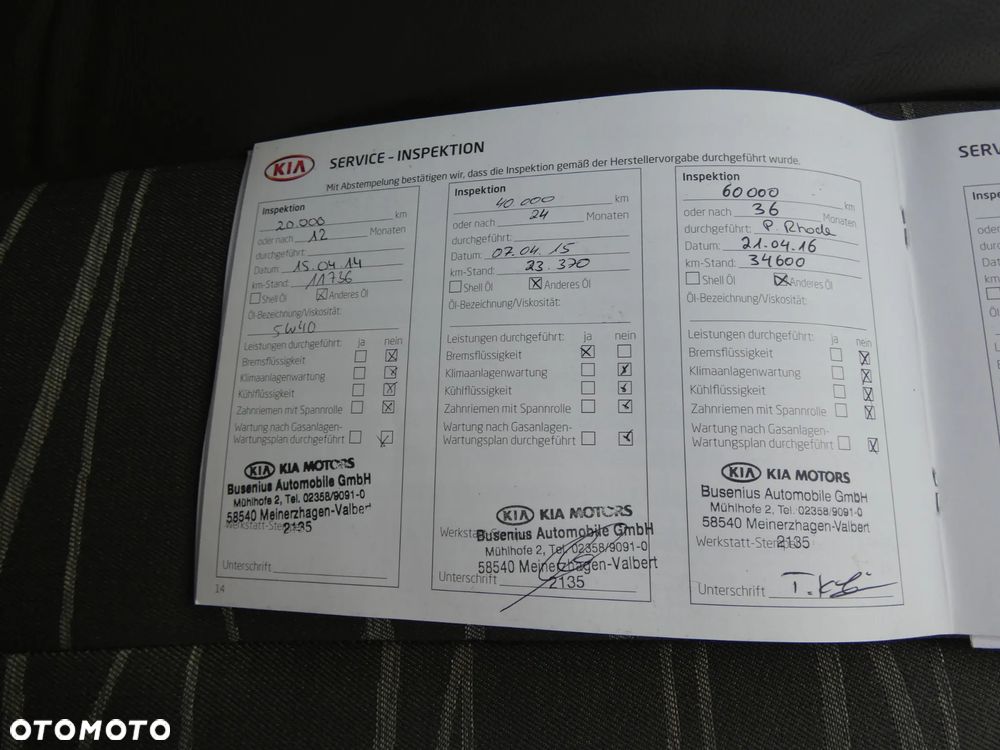 KIA SERVICE - INSPEKTION
Mit Abstempelung bestätigen wir, dass die Inspektion gemäß der Herstellervorgabe durchgeführt wurde.
Inspektion
20.000 km
oder nach 12 Monaten
durchgeführt:
Datum: 15.04.14
km-Stand: 11736
Shell Öl Anderes Öl
Öl-Bezeichnung/Viskosität:
5W40
Leistungen durchgeführt: ja nein
Bremsflüssigkeit
Klimaanlagenwartung
Kühlflüssigkeit
Zahnriemen mit Spannrolle
Wartung nach Gasanlagen-
Wartungsplan durchgeführt
KIA KIA MOTORS
Busenius Automobile GmbH
Mühlhofe 2, Tel. 02358/9091-0
58540 Meinerzhagen-Valbert
Werkstatt-Stempel
2135
Unterschrift
14
Inspektion
40.000 km
oder nach 24 Monaten
durchgeführt:
Datum: 07.04.15
km-Stand: 23.370
Shell Öl Anderes Öl
Öl-Bezeichnung/Viskosität:
Leistungen durchgeführt: ja nein
Bremsflüssigkeit
Klimaanlagenwartung
Kühlflüssigkeit
Zahnriemen mit Spannrolle
Wartung nach Gasanlagen-
Wartungsplan durchgeführt
KIA KIA MOTORS
Busenius Automobile GmbH
Mühlhofe 2, Tel. 02358/9091-0
58540 Meinerzhagen-Valbert
2135
Unterschrift
Inspektion
60000 km
oder nach 36 Monaten
durchgeführt: P. Rhode
Datum: 21.04.16
km-Stand: 34600
Shell Öl Anderes Öl
Öl-Bezeichnung/Viskosität:
Leistungen durchgeführt: ja nein
Bremsflüssigkeit
Klimaanlagenwartung
Kühlflüssigkeit
Zahnriemen mit Spannrolle
Wartung nach Gasanlagen-
Wartungsplan durchgeführt
KIA KIA MOTORS
Busenius Automobile GmbH
Mühlhofe 2, Tel. 02358/9091-0
58540 Meinerzhagen-Valbert
Werkstatt-Stempel
2135
Unterschrift
OTOMOTO